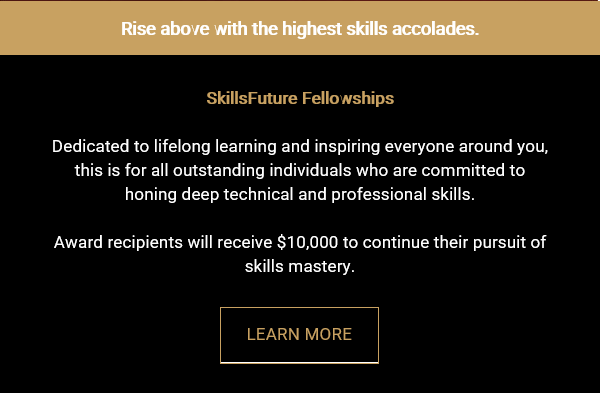 Rise above with the highest skills accolades.
SkillsFuture Fellowships
Dedicated to lifelong learning and inspiring everyone around you,
this is for all outstanding individuals who are committed to
honing deep technical and professional skills.
Award recipients will receive $10,000 to continue their pursuit of
skills mastery.
LEARN MORE